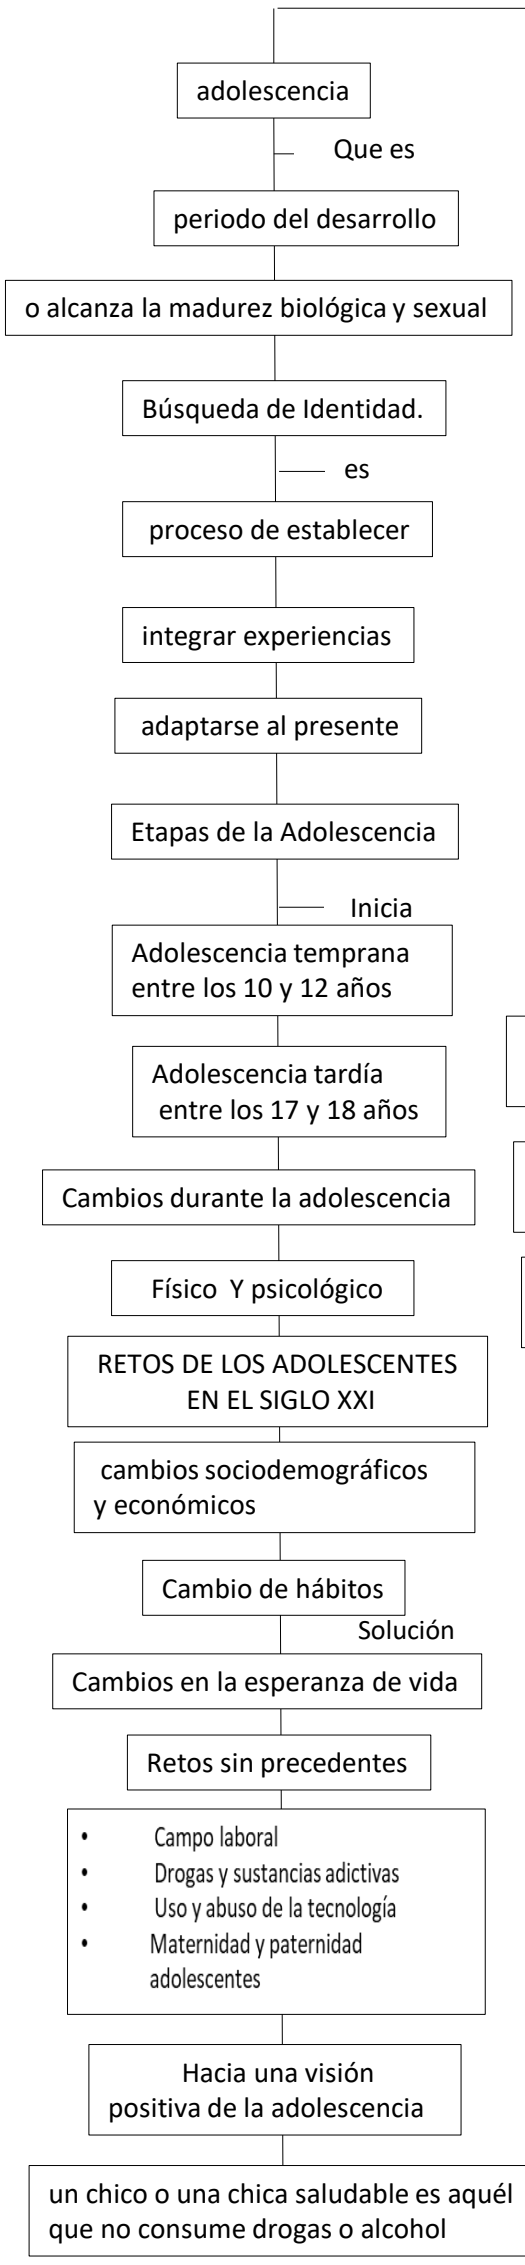 adolescencia
Que es
periodo del desarrollo
o alcanza la madurez biológica y sexual
Búsqueda de Identidad.
es
proceso de establecer
integrar experiencias
adaptarse al presente
Etapas de la Adolescencia
Inicia
Adolescencia temprana
entre los 10 y 12 años
Adolescencia tardía
entre los 17 y 18 años
Cambios durante la adolescencia
Físico Y psicológico
RETOS DE LOS ADOLESCENTES
EN EL SIGLO XXI
cambios sociodemográficos
y económicos
Cambio de hábitos
Solución
Cambios en la esperanza de vida
Retos sin precedentes
• Campo laboral
• Drogas y sustancias adictivas
• Uso y abuso de la tecnología
• Maternidad y paternidad
adolescentes
Hacia una visión
positiva de la adolescencia
un chico o una chica saludable es aquél
que no consume drogas o alcohol